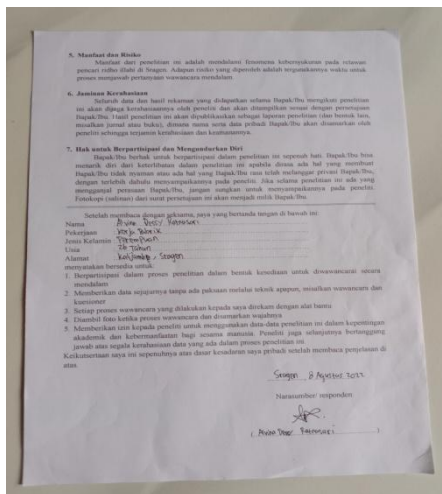 5. Manfaat dan Risiko
Manfaat dari penelitian ini adalah mendalami fenomena kebersyukuran pada relawan
pencari ridho illahi di Sragen. Adapun risiko yang diperoleh adalah tergunakannya waktu untuk
proses menjawab pertanyaan wawancara mendalam.
6. Jaminan Kerahasiaan
Seluruh data dan hasil rekaman yang didapatkan selama Bapak/Ibu mengikuti penelitian
ini akan dijaga kerahasiaannya oleh peneliti dan akan ditampilkan sesuai dengan persetujuan
Bapak/Ibu. Hasil penelitian ini akan dipublikasikan sebagai laporan penelitian (dan bentuk lain,
misalkan jurnal atau buku), dimana nama serta data pribadi Bapak/Ibu akan disamarkan oleh
peneliti sehingga terjamin kerahasiaan dan keamanannya.
7. Hak untuk Berpartisipasi dan Mengundurkan Diri
Bapak/Ibu berhak untuk berpartisipasi dalam penelitian ini sepenuh hati. Bapak/Ibu bisa
menarik diri dari keterlibatan dalam penelitian ini apabila dirasa ada hal yang membuat
Bapak/Ibu tidak nyaman atau ada hal yang Bapak/Ibu rasa telah melanggar privasi Bapak/Ibu,
dengan terlebih dahulu menyampaikannya pada peneliti. Jika selama penelitian ini ada yang
mengganjal perasaan Bapak/Ibu, jangan sungkan untuk menyampaikannya pada peneliti.
Fotokopi (salinan) dari surat persetujuan ini akan menjadi milik Bapak/Ibu.
Setelah membaca dengan seksama, saya yang bertanda tangan di bawah ini:
Nama
Pekerjaan : Kerja Pabrik
Jenis Kelamin : Perempuan
Usia : 26 Tahun
Alamat : Sragen
menyatakan bersedia untuk:
1. Berpartisipasi dalam proses penelitian dalam bentuk kesediaan untuk diwawancarai secara
mendalam
2. Memberikan data sejujurnya tanpa ada paksaan melalui teknik apapun, misalkan wawancara dan
kuesioner
3. Setiap proses wawancara yang dilakukan kepada saya direkam dengan alat bantu.
4. Diambil foto ketika proses wawancara dan disamarkan wajahnya
5. Memberikan izin kepada peneliti untuk menggunakan data-data penelitian ini dalam kepentingan
akademik dan kebermanfaatan bagi sesama manusia. Peneliti juga selanjutnya bertanggung
jawab atas segala kerahasiaan data yang ada dalam proses penelitian ini.
Keikutsertaan saya ini sepenuhnya atas dasar kesadaran saya pribadi setelah membaca penjelasan di
atas.
Sragen, 8 Agustus 2022
Narasumber/ responden